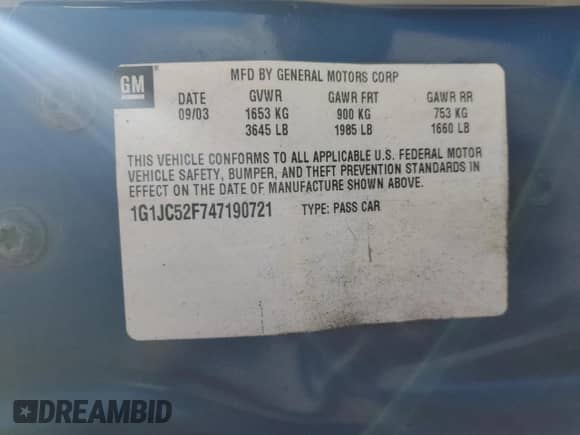 GM ®
MFD BY GENERAL MOTORS CORP
DATE GVWR GAWR FRT GAWR RR
09/03 1653 KG 900 KG 753 KG
3645 LB 1985 LB 1660 LB
THIS VEHICLE CONFORMS TO ALL APPLICABLE U.S. FEDERAL MOTOR
VEHICLE SAFETY, BUMPER, AND THEFT PREVENTION STANDARDS IN
EFFECT ON THE DATE OF MANUFACTURE SHOWN ABOVE.
1G1JC52F747190721 TYPE: PASS CAR
DREAMBID